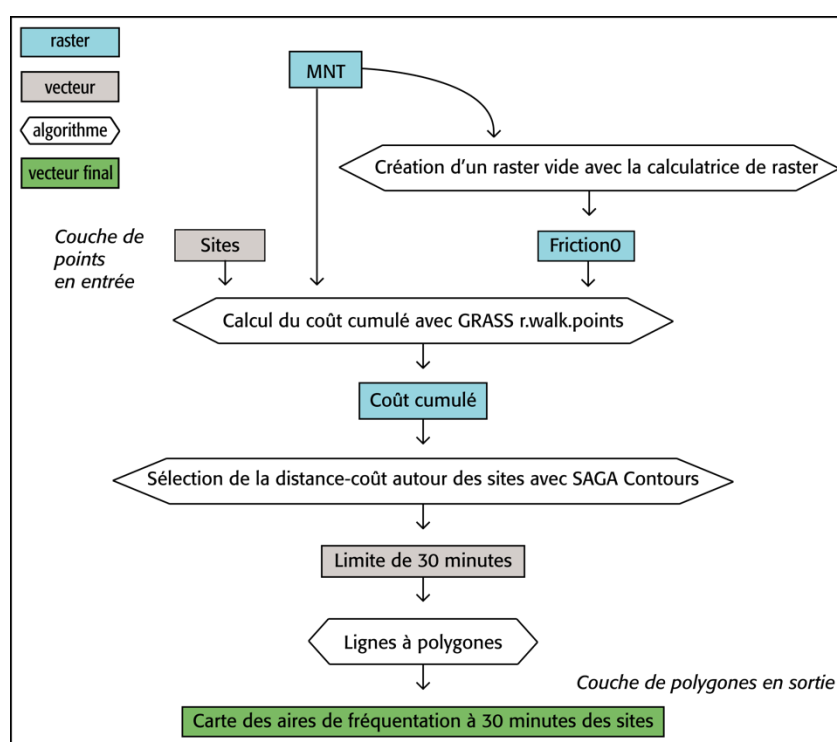 raster
vecteur
algorithme
vecteur final
MNT
Création d’un raster vide avec la calculatrice de raster
Couche de
points
en entrée
Sites
Friction0
Calcul du coût cumulé avec GRASS r.walk.points
Coût cumulé
Sélection de la distance-coût autour des sites avec SAGA Contours
Limite de 30 minutes
Lignes à polygones
Couche de polygones en sortie
Carte des aires de fréquentation à 30 minutes des sites